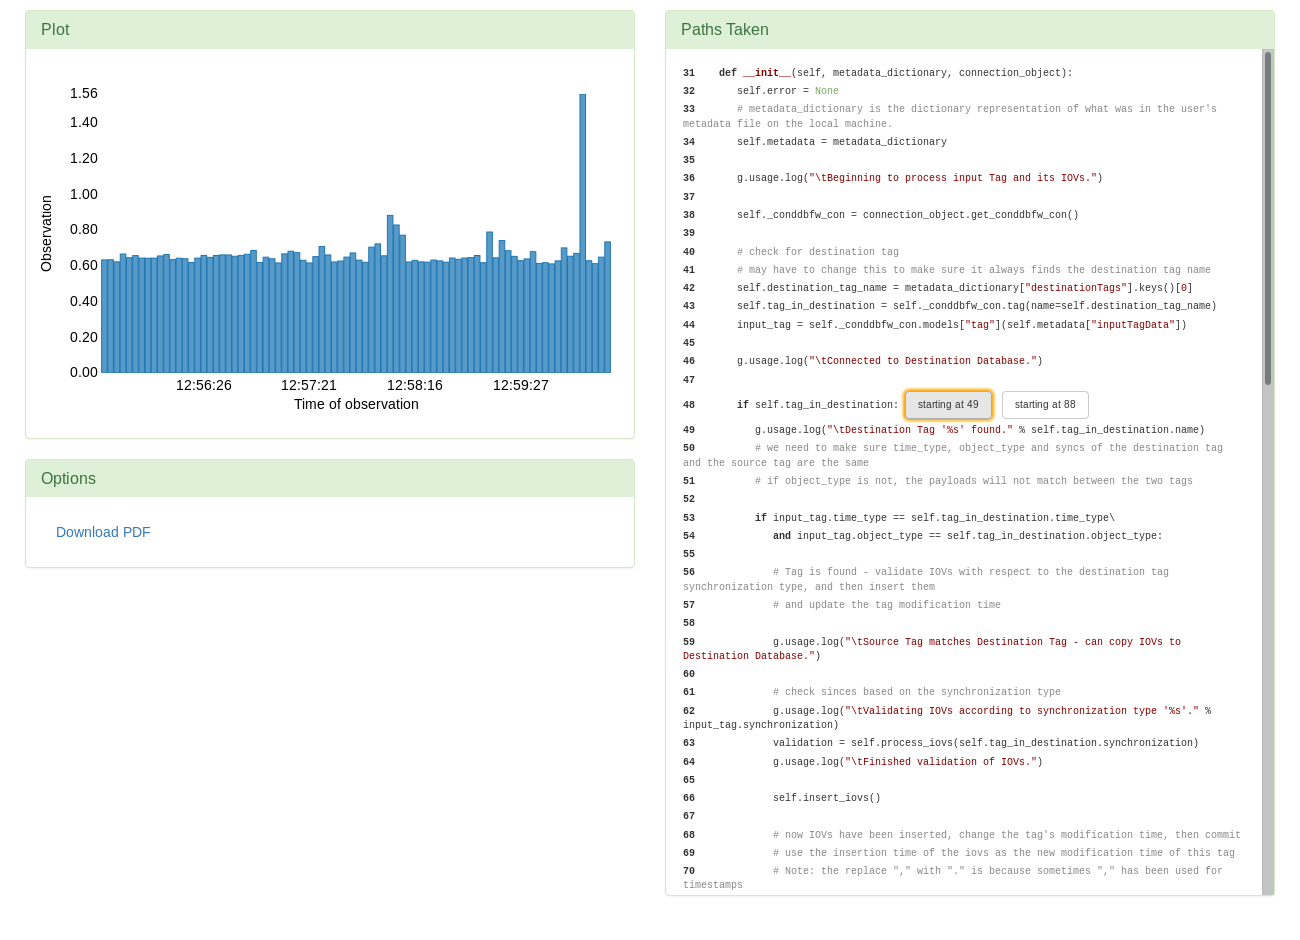 Plot
1.56
1.40
1.20
1.00
0.80
0.60
0.40
0.20
0.00
Observation
12:56:26 12:57:21 12:58:16 12:59:27
Time of observation
Options
Download PDF
Paths Taken
31 def __init__(self, metadata_dictionary, connection_object):
32 self.error = None
33 # metadata_dictionary is the dictionary representation of what was in the user's
metadata file on the local machine.
34 self.metadata = metadata_dictionary
35
36 g.usage.log("\tBeginning to process input Tag and its IOVs.")
37
38 self._conddbfw_con = connection_object.get_conddbfw_con()
39
40 # check for destination tag
41 # may have to change this to make sure it always finds the destination tag name
42 self.destination_tag_name = metadata_dictionary["destinationTags"].keys()[0]
43 self.tag_in_destination = self._conddbfw_con.tag(name=self.destination_tag_name)
44 input_tag = self._conddbfw_con.models["tag"](self.metadata["inputTagData"])
45
46 g.usage.log("\tConnected to Destination Database.")
47
48 if self.tag_in_destination: starting at 49 starting at 88
49 g.usage.log("\tDestination Tag '%s' found." % self.tag_in_destination.name)
50 # we need to make sure time_type, object_type and syncs of the destination tag
and the source tag are the same
51 # if object_type is not, the payloads will not match between the two tags
52
53 if input_tag.time_type == self.tag_in_destination.time_type\
54 and input_tag.object_type == self.tag_in_destination.object_type:
55
56 # Tag is found - validate IOVs with respect to the destination tag
synchronization type, and then insert them
57 # and update the tag modification time
58
59 g.usage.log("\tSource Tag matches Destination Tag - can copy IOVs to
Destination Database.")
60
61 # check sinces based on the synchronization type
62 g.usage.log("\tValidating IOVs according to synchronization type '%s'." %
input_tag.synchronization)
63 validation = self.process_iovs(self.tag_in_destination.synchronization)
64 g.usage.log("\tFinished validation of IOVs.")
65
66 self.insert_iovs()
67
68 # now IOVs have been inserted, change the tag's modification time, then commit
69 # use the insertion time of the iovs as the new modification time of this tag
70 # Note: the replace "," with "." is because sometimes "," has been used for
timestamps